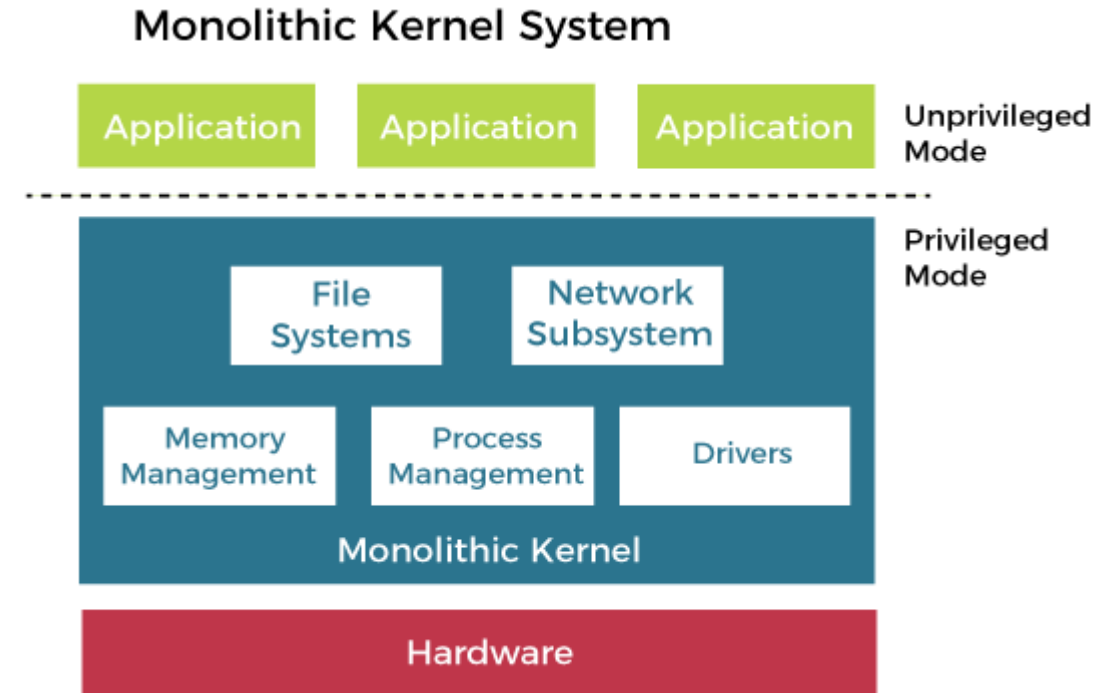 Monolithic Kernel System
Application
Application
Application
Unprivileged
Mode
Privileged
Mode
File
Systems
Network
Subsystem
Memory
Management
Process
Management
Drivers
Monolithic Kernel
Hardware